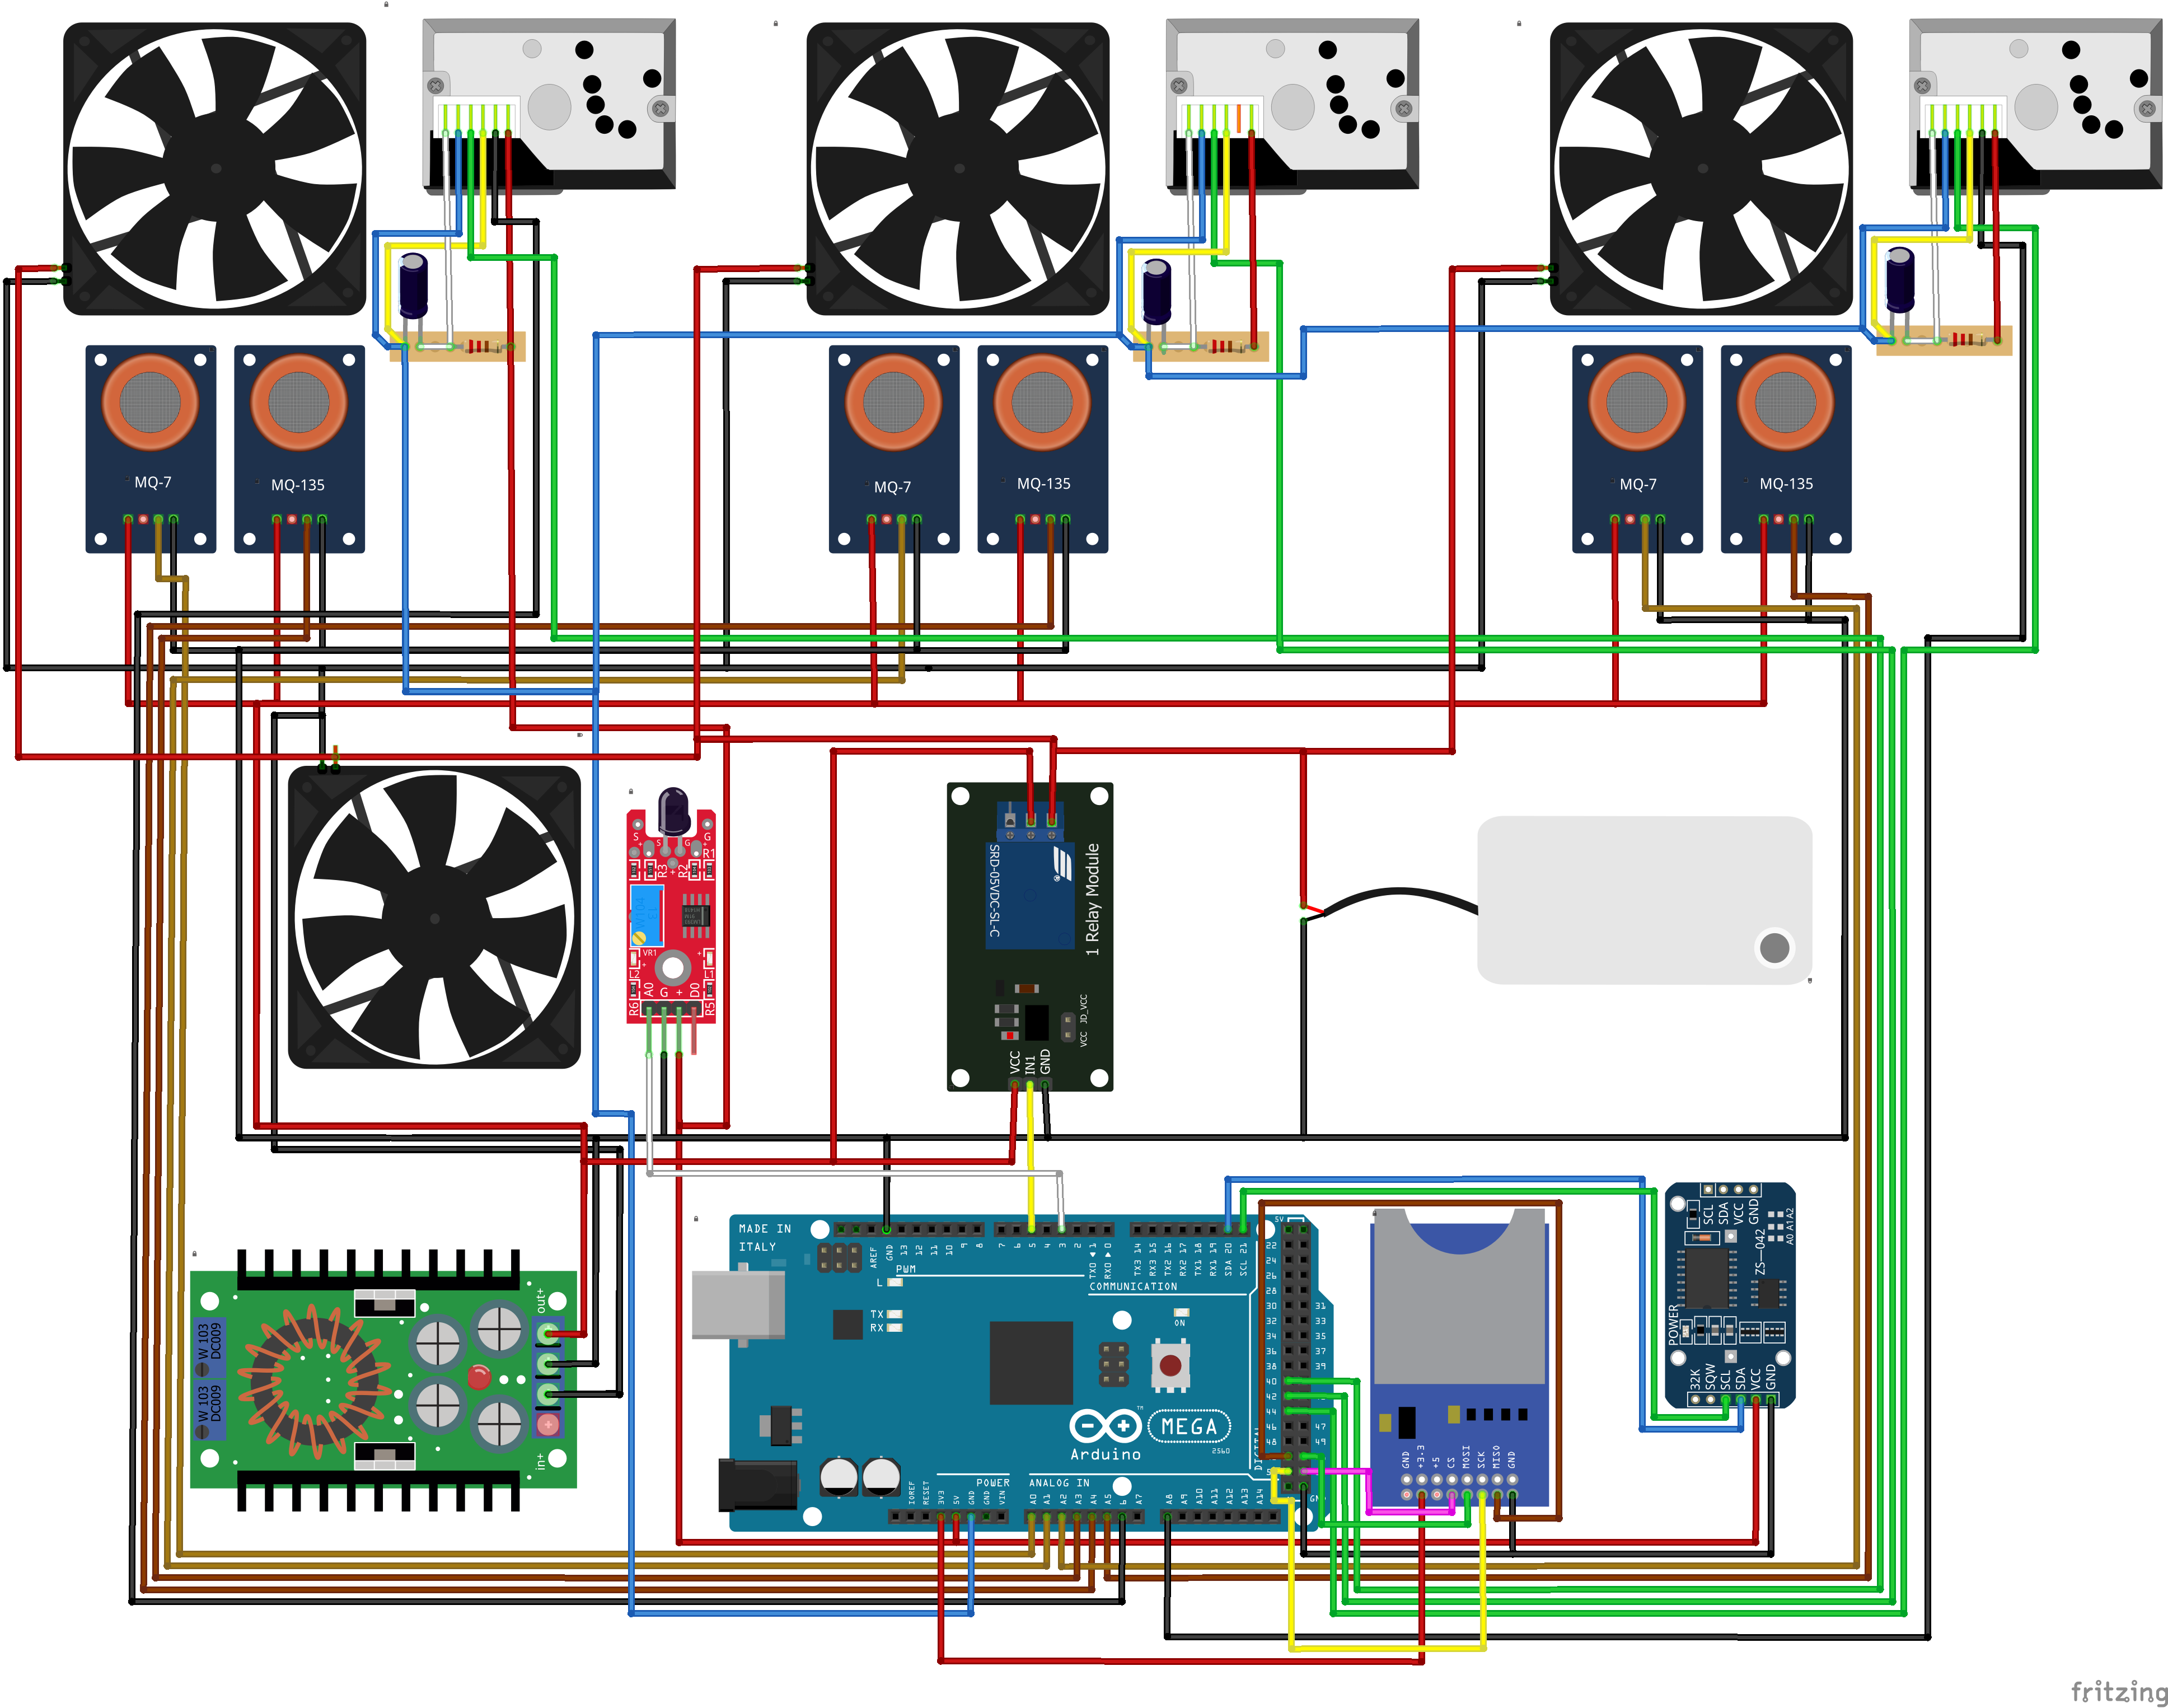 MQ-7
MQ-135
MQ-7
MQ-135
MQ-7
MQ-135
S
G
S
G
R1
R3
R2
VR1
L2
L1
A0
G
+
D0
R6
R5
SRD-05VDC-SL-C
1 Relay Module
VCC
JD_VCC
VCC
IN1
GND
W 103
DC009
W 103
DC009
out+
in+
MADE IN
ITALY
AREF
GND
13
12
11
10
9
8
7
6
5
4
3
2
TX0 1
RX0 0
TX3 14
RX3 15
TX2 16
RX2 17
TX1 18
RX1 19
SDA 20
SCL 21
PWM
COMMUNICATION
L
TX
RX
ON
5V
22
24
26
28
30
31
32
33
34
35
36
37
38
39
40
42
44
46
47
48
49
Arduino
MEGA
2560
TM
POWER
ANALOG IN
IOREF
RESET
3V3
5V
GND
GND
VIN
A0
A1
A2
A3
A4
A5
6
A7
A8
A9
A10
A11
A12
A13
A14
GND
+3.3
+5
CS
MOSI
SCK
MISO
GND
SCL
SDA
VCC
GND
A0 A1 A2
ZS-042
POWER
32K
SQW
SCL
SDA
VCC
GND
fritzing